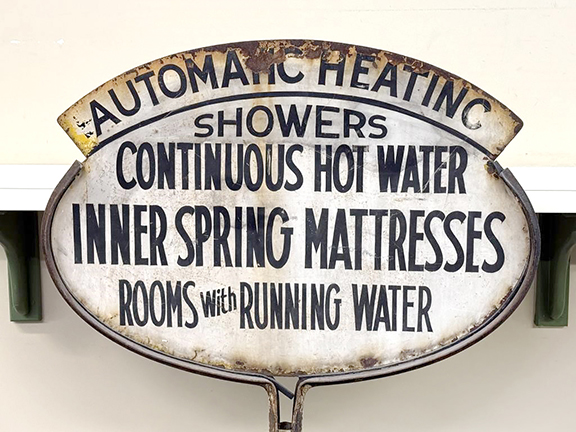 AUTOMATIC HEATING
SHOWERS
CONTINUOUS HOT WATER
INNER SPRING MATTRESSES
ROOMS with RUNNING WATER